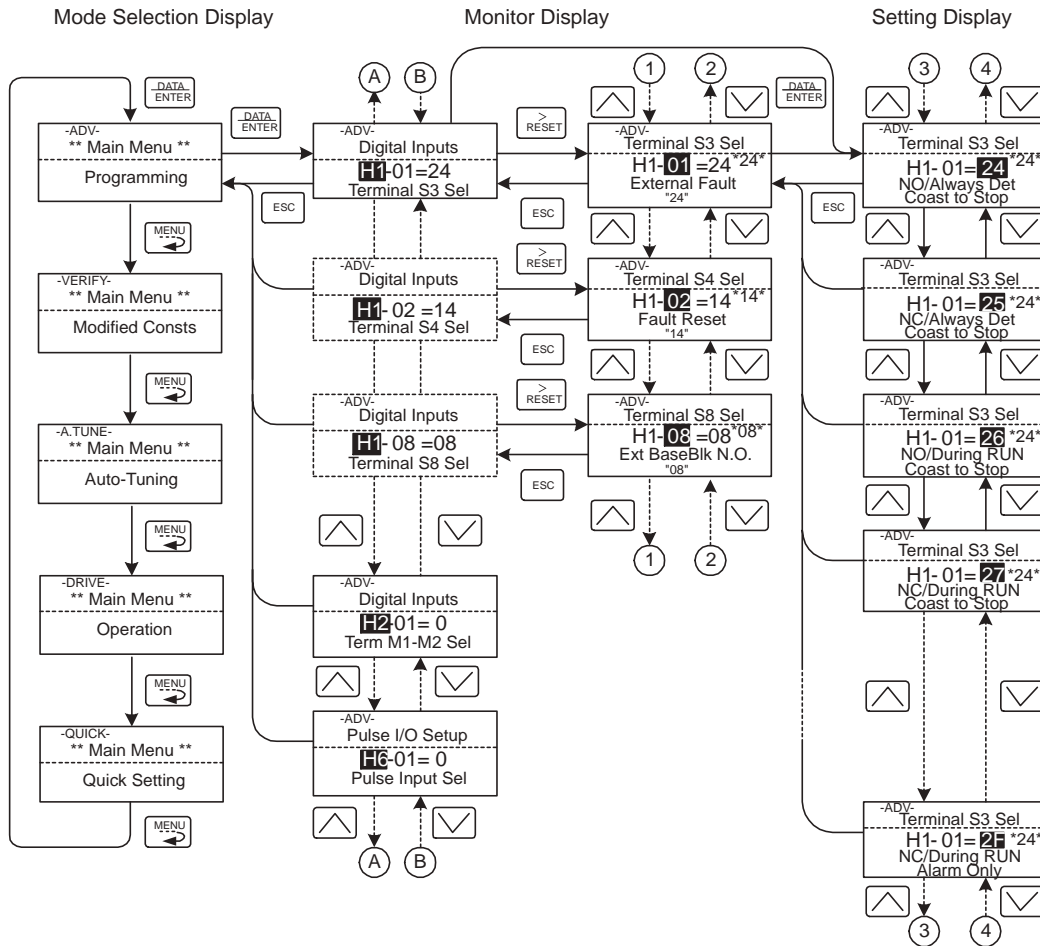 Mode Selection Display
Monitor Display
Setting Display
DATA
ENTER
-ADV-
** Main Menu **
Programming
MENU
-VERIFY-
** Main Menu **
Modified Consts
MENU
-A.TUNE-
** Main Menu **
Auto-Tuning
MENU
-DRIVE-
** Main Menu **
Operation
MENU
-QUICK-
** Main Menu **
Quick Setting
MENU
DATA
ENTER
ESC
A
B
-ADV-
Digital Inputs
H1-01=24
Terminal S3 Sel
-ADV-
Digital Inputs
H1- 02 =14
Terminal S4 Sel
-ADV-
Digital Inputs
H1- 08 =08
Terminal S8 Sel
-ADV-
Digital Inputs
H2-01= 0
Term M1-M2 Sel
-ADV-
Pulse I/O Setup
H6-01= 0
Pulse Input Sel
A
B
>
RESET
ESC
>
RESET
ESC
>
RESET
ESC
1
2
-ADV-
Terminal S3 Sel
H1- 01 =24 *24*
External Fault
"24"
-ADV-
Terminal S4 Sel
H1- 02 =14 *14*
Fault Reset
"14"
-ADV-
Terminal S8 Sel
H1- 08 =08 *08*
Ext BaseBlk N.O.
"08"
1
2
DATA
ENTER
ESC
3
4
-ADV-
Terminal S3 Sel
H1- 01= 24 *24*
NO/Always Det
Coast to Stop
-ADV-
Terminal S3 Sel
H1- 01= 25 *24*
NC/Always Det
Coast to Stop
-ADV-
Terminal S3 Sel
H1- 01= 26 *24*
NO/During RUN
Coast to Stop
-ADV-
Terminal S3 Sel
H1- 01= 27 *24*
NC/During RUN
Coast to Stop
-ADV-
Terminal S3 Sel
H1- 01= 2F *24*
NC/During RUN
Alarm Only
3
4